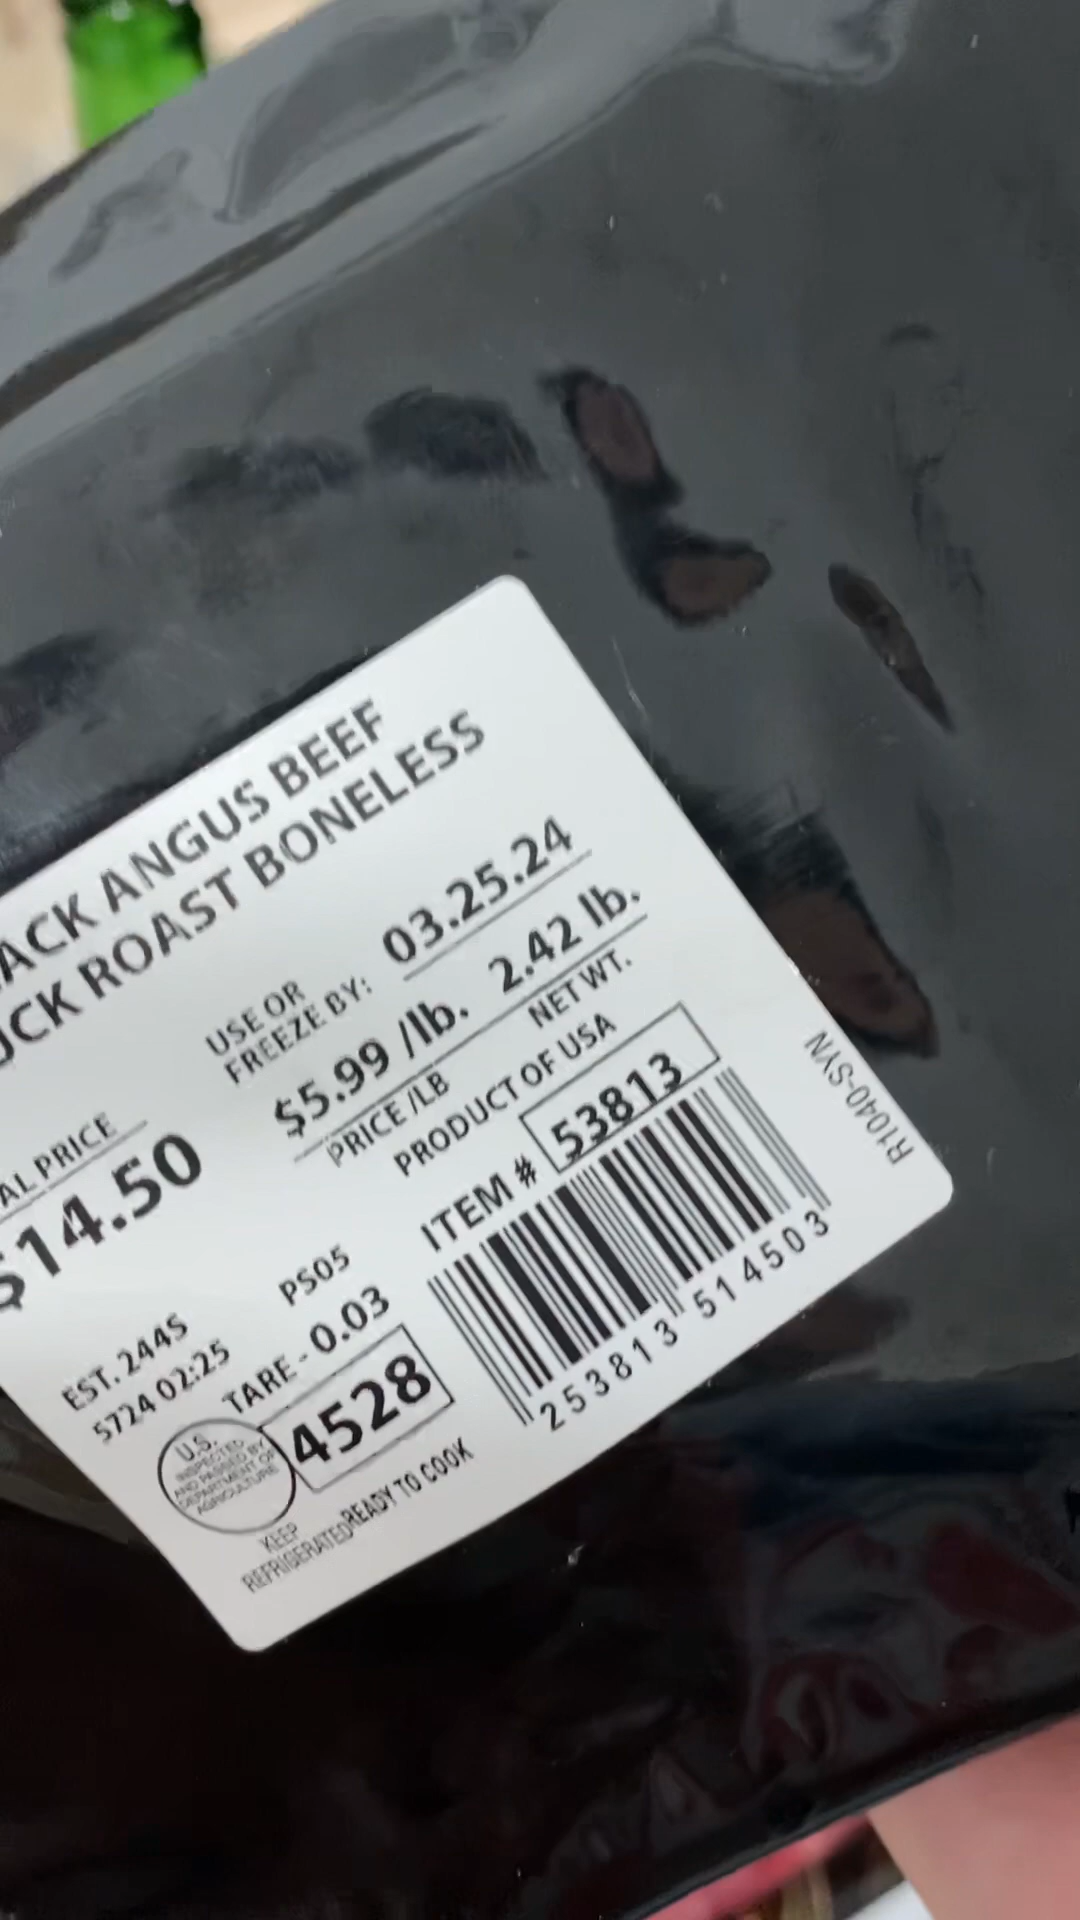 ACK ANGUS BEEF
UCK ROAST BONELESS
USE OR
FREEZE BY: 03.25.24
$5.99 /lb. 2.42 lb.
PRICE /LB NET WT.
PRODUCT OF USA
AL PRICE
$14.50
ITEM # 53813
253813 514503
R1040-SYN
PS05
EST. 244S
5724 02:25
TARE - 0.03
4528
U.S.
INSPECTED
AND PASSED BY
DEPARTMENT OF
AGRICULTURE
KEEP
REFRIGERATED
READY TO COOK